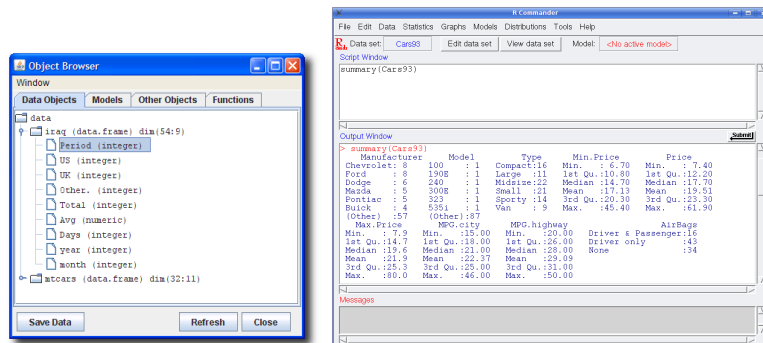 Object Browser
Window
Data Objects Models Other Objects Functions
data
iraq (data.frame) dim(54:9)
Period (integer)
US (integer)
UK (integer)
Other. (integer)
Total (integer)
Avg (numeric)
Days (integer)
year (integer)
month (integer)
mtcars (data.frame) dim(32:11)
Save Data Refresh Close
R Commander
File Edit Data Statistics Graphs Models Distributions Tools Help
Data set: Cars93 Edit data set View data set Model: <No active model>
Script Window
summary(Cars93)
Output Window Submit
> summary(Cars93)
Manufacturer Model Type Min.Price Price
Chevrolet: 8 100 : 1 Compact:16 Min. : 6.70 Min. : 7.40
Ford : 8 190E : 1 Large :11 1st Qu.:10.80 1st Qu.:12.20
Dodge : 6 240 : 1 Midsize:22 Median :14.70 Median :17.70
Mazda : 5 300E : 1 Small :21 Mean :17.13 Mean :19.51
Pontiac : 5 323 : 1 Sporty :14 3rd Qu.:20.30 3rd Qu.:23.30
Buick : 4 535i : 1 Van : 9 Max. :45.40 Max. :61.90
(Other) :57 (Other):87
Max.Price MPG.city MPG.highway AirBags
Min. : 7.9 Min. :15.00 Min. :20.00 Driver & Passenger:16
1st Qu.:14.7 1st Qu.:18.00 1st Qu.:26.00 Driver only :43
Median :19.6 Median :21.00 Median :28.00 None :34
Mean :21.9 Mean :22.37 Mean :29.09
3rd Qu.:25.3 3rd Qu.:25.00 3rd Qu.:31.00
Max. :80.0 Max. :46.00 Max. :50.00
Messages